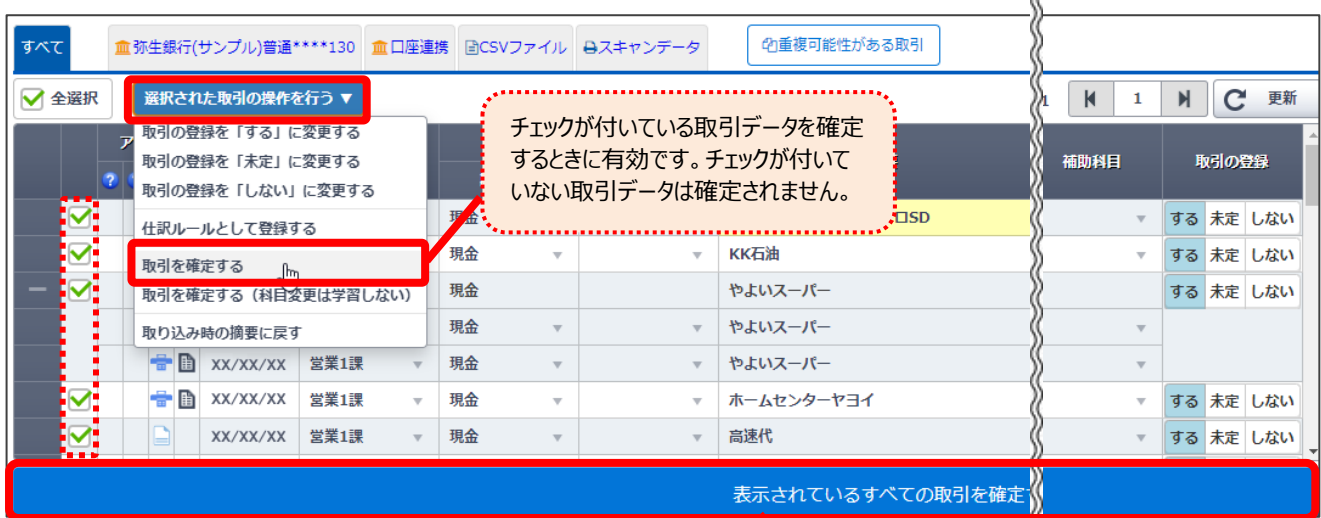 すべて 弥生銀行(サンプル)普通****130 口座連携 CSVファイル スキャンデータ 重複可能性がある取引
全選択 選択された取引の操作を行う ▼ 1 更新
取引の登録を「する」に変更する
取引の登録を「未定」に変更する
取引の登録を「しない」に変更する
仕訳ルールとして登録する
取引を確定する
取引を確定する（科目変更は学習しない）
取り込み時の摘要に戻す
チェックが付いている取引データを確定
するときに有効です。チェックが付いて
いない取引データは確定されません。
補助科目 取引の登録
現金 SD する 未定 しない
現金 KK石油 する 未定 しない
現金 やよいスーパー する 未定 しない
現金 やよいスーパー
XX/XX/XX 営業1課 現金 やよいスーパー
XX/XX/XX 営業1課 現金 ホームセンターヤヨイ する 未定 しない
XX/XX/XX 営業1課 現金 高速代 する 未定 しない
表示されているすべての取引を確定